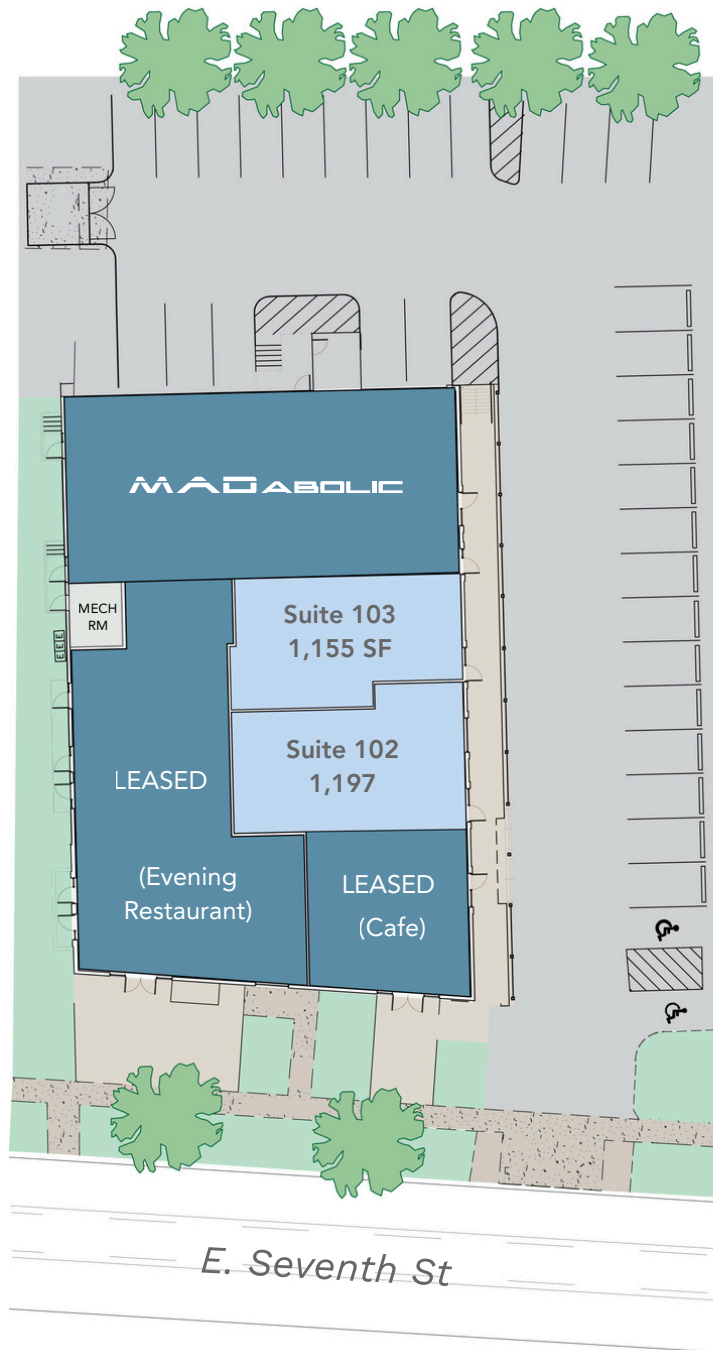 MADABOLIC
MECH
RM
Suite 103
1,155 SF
EEE
Suite 102
1,197
LEASED
(Evening
Restaurant)
LEASED
(Cafe)
E. Seventh St